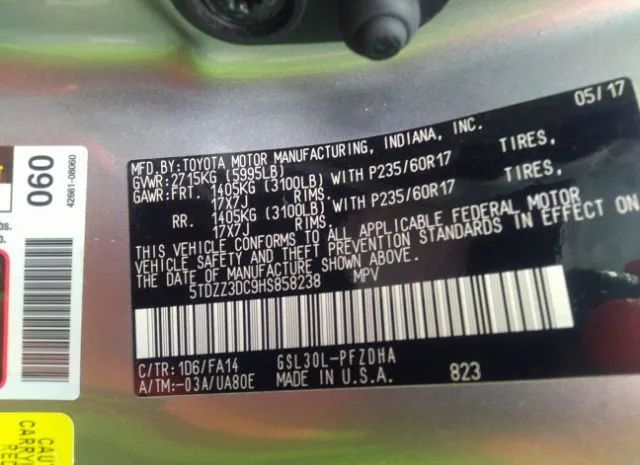 05/17
MFD.BY:TOYOTA MOTOR MANUFACTURING, INDIANA, INC.
GVWR:2715KG (5995LB)
GAWR:FRT. 1405KG (3100LB) WITH P235/60R17 TIRES,
17X7J RIMS
RR. 1405KG (3100LB) WITH P235/60R17 TIRES,
17X7J RIMS
THIS VEHICLE CONFORMS TO ALL APPLICABLE FEDERAL MOTOR
VEHICLE SAFETY AND THEFT PREVENTION STANDARDS IN EFFECT ON
THE DATE OF MANUFACTURE SHOWN ABOVE.
5TDZZ3DC9HS858238 MPV
C/TR:1D6/FA14 GSL30L-PFZDHA
A/TM:-03A/UA80E MADE IN U.S.A. 823
060
42661-08060